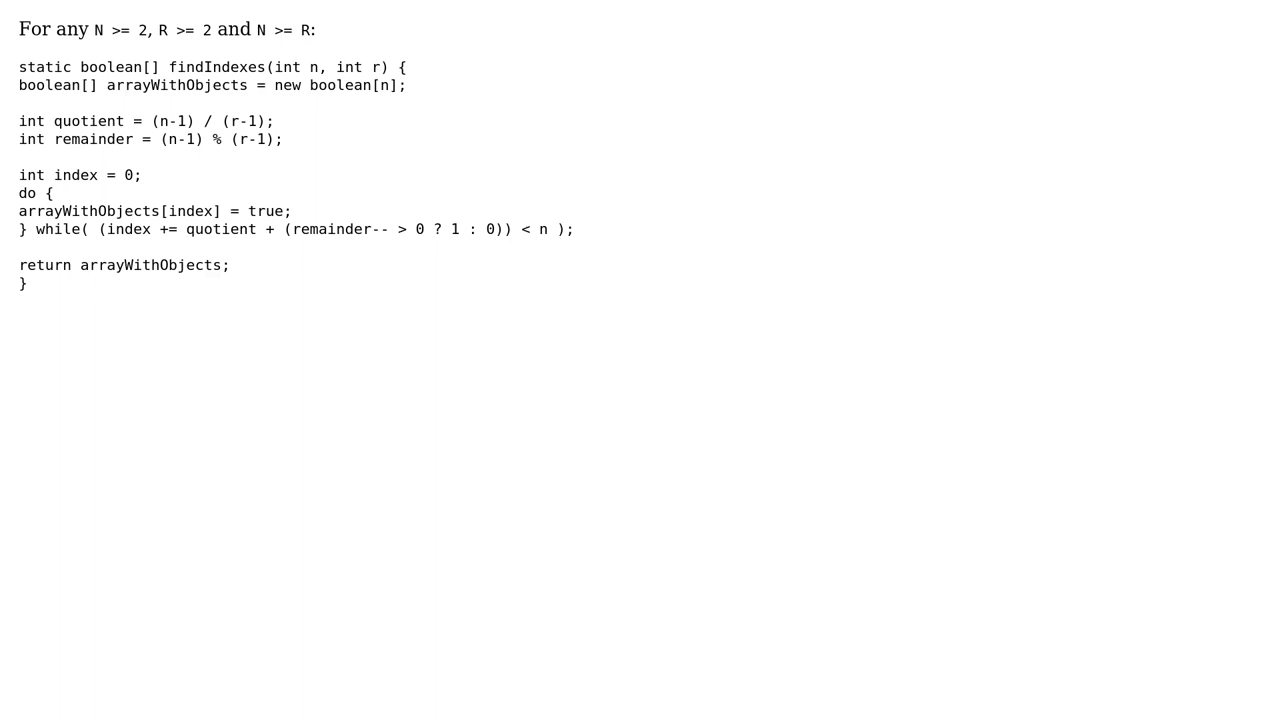 For any N >= 2, R >= 2 and N >= R:
static boolean[] findIndexes(int n, int r) {
boolean[] arrayWithObjects = new boolean[n];
int quotient = (n-1) / (r-1);
int remainder = (n-1) % (r-1);
int index = 0;
do {
arrayWithObjects[index] = true;
} while( (index += quotient + (remainder-- > 0 ? 1 : 0)) < n );
return arrayWithObjects;
}